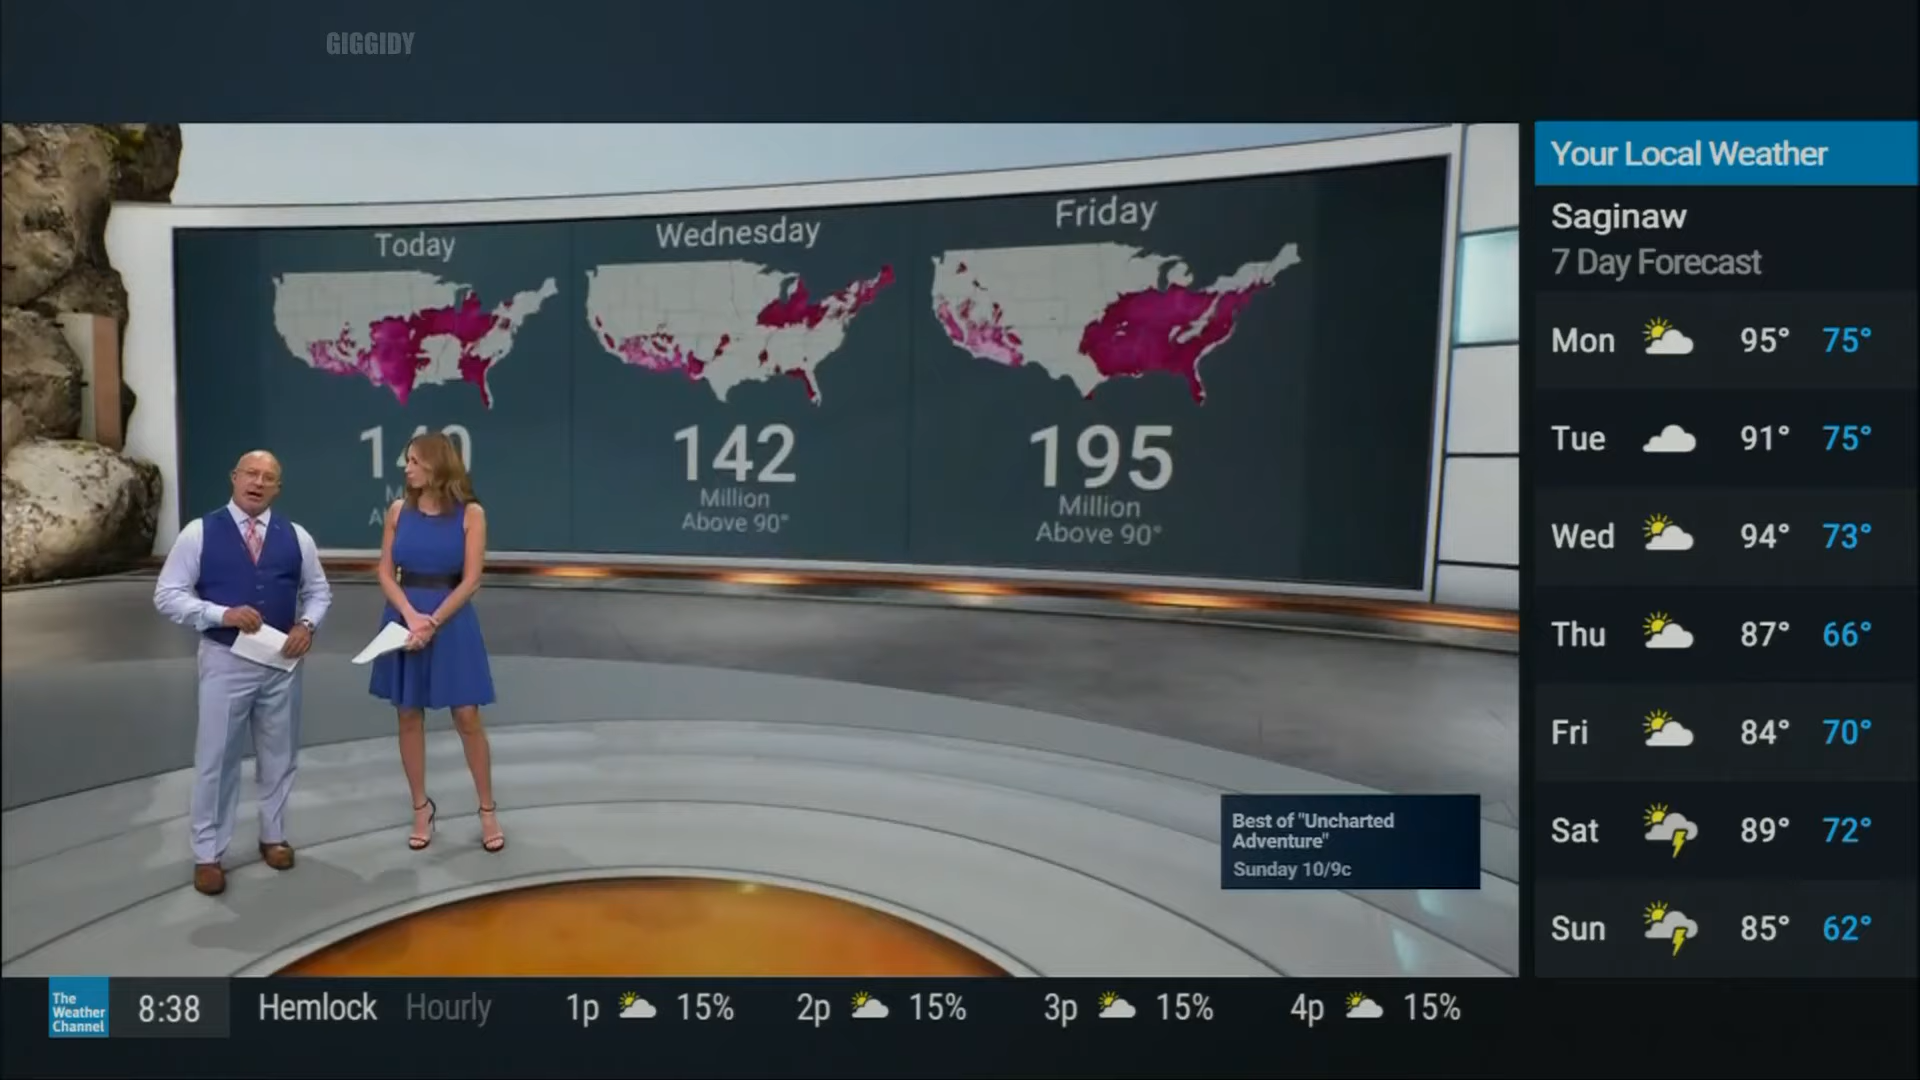 GIGGIDY
Today
Wednesday
Friday
142
195
Million
Above 90°
Million
Above 90°
Your Local Weather
Saginaw
7 Day Forecast
Mon 95° 75°
Tue 91° 75°
Wed 94° 73°
Thu 87° 66°
Fri 84° 70°
Sat 89° 72°
Sun 85° 62°
Best of "Uncharted
Adventure"
Sunday 10/9c
The
Weather
Channel
8:38
Hemlock Hourly 1p 15% 2p 15% 3p 15% 4p 15%